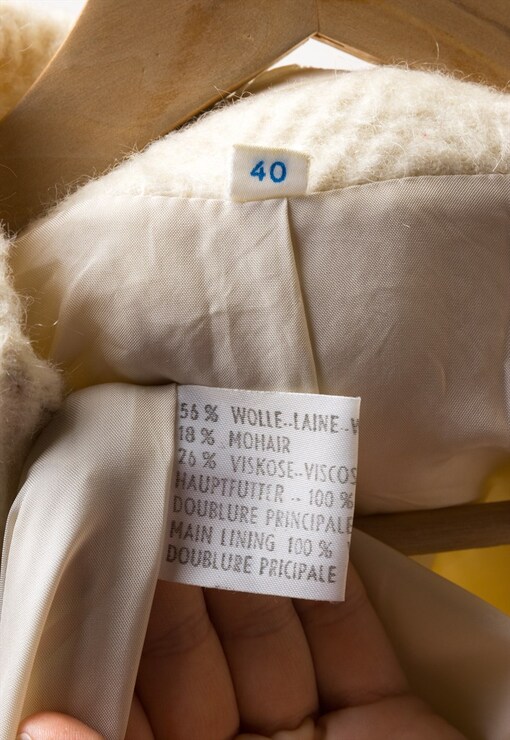 40
56% WOLLE--LAINE--W
18% MOHAIR
26% VISKOSE--VISCOS
HAUPTFUTTER -- 100%
DOUBLURE PRINCIPALE
MAIN LINING 100%
DOUBLURE PRICIPALE